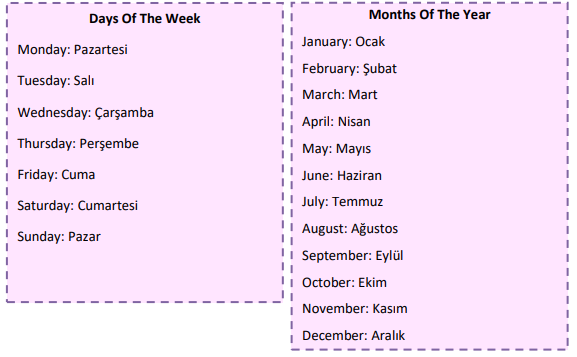 Days Of The Week
Monday: Pazartesi
Tuesday: Salı
Wednesday: Çarşamba
Thursday: Perşembe
Friday: Cuma
Saturday: Cumartesi
Sunday: Pazar
Months Of The Year
January: Ocak
February: Şubat
March: Mart
April: Nisan
May: Mayıs
June: Haziran
July: Temmuz
August: Ağustos
September: Eylül
October: Ekim
November: Kasım
December: Aralık